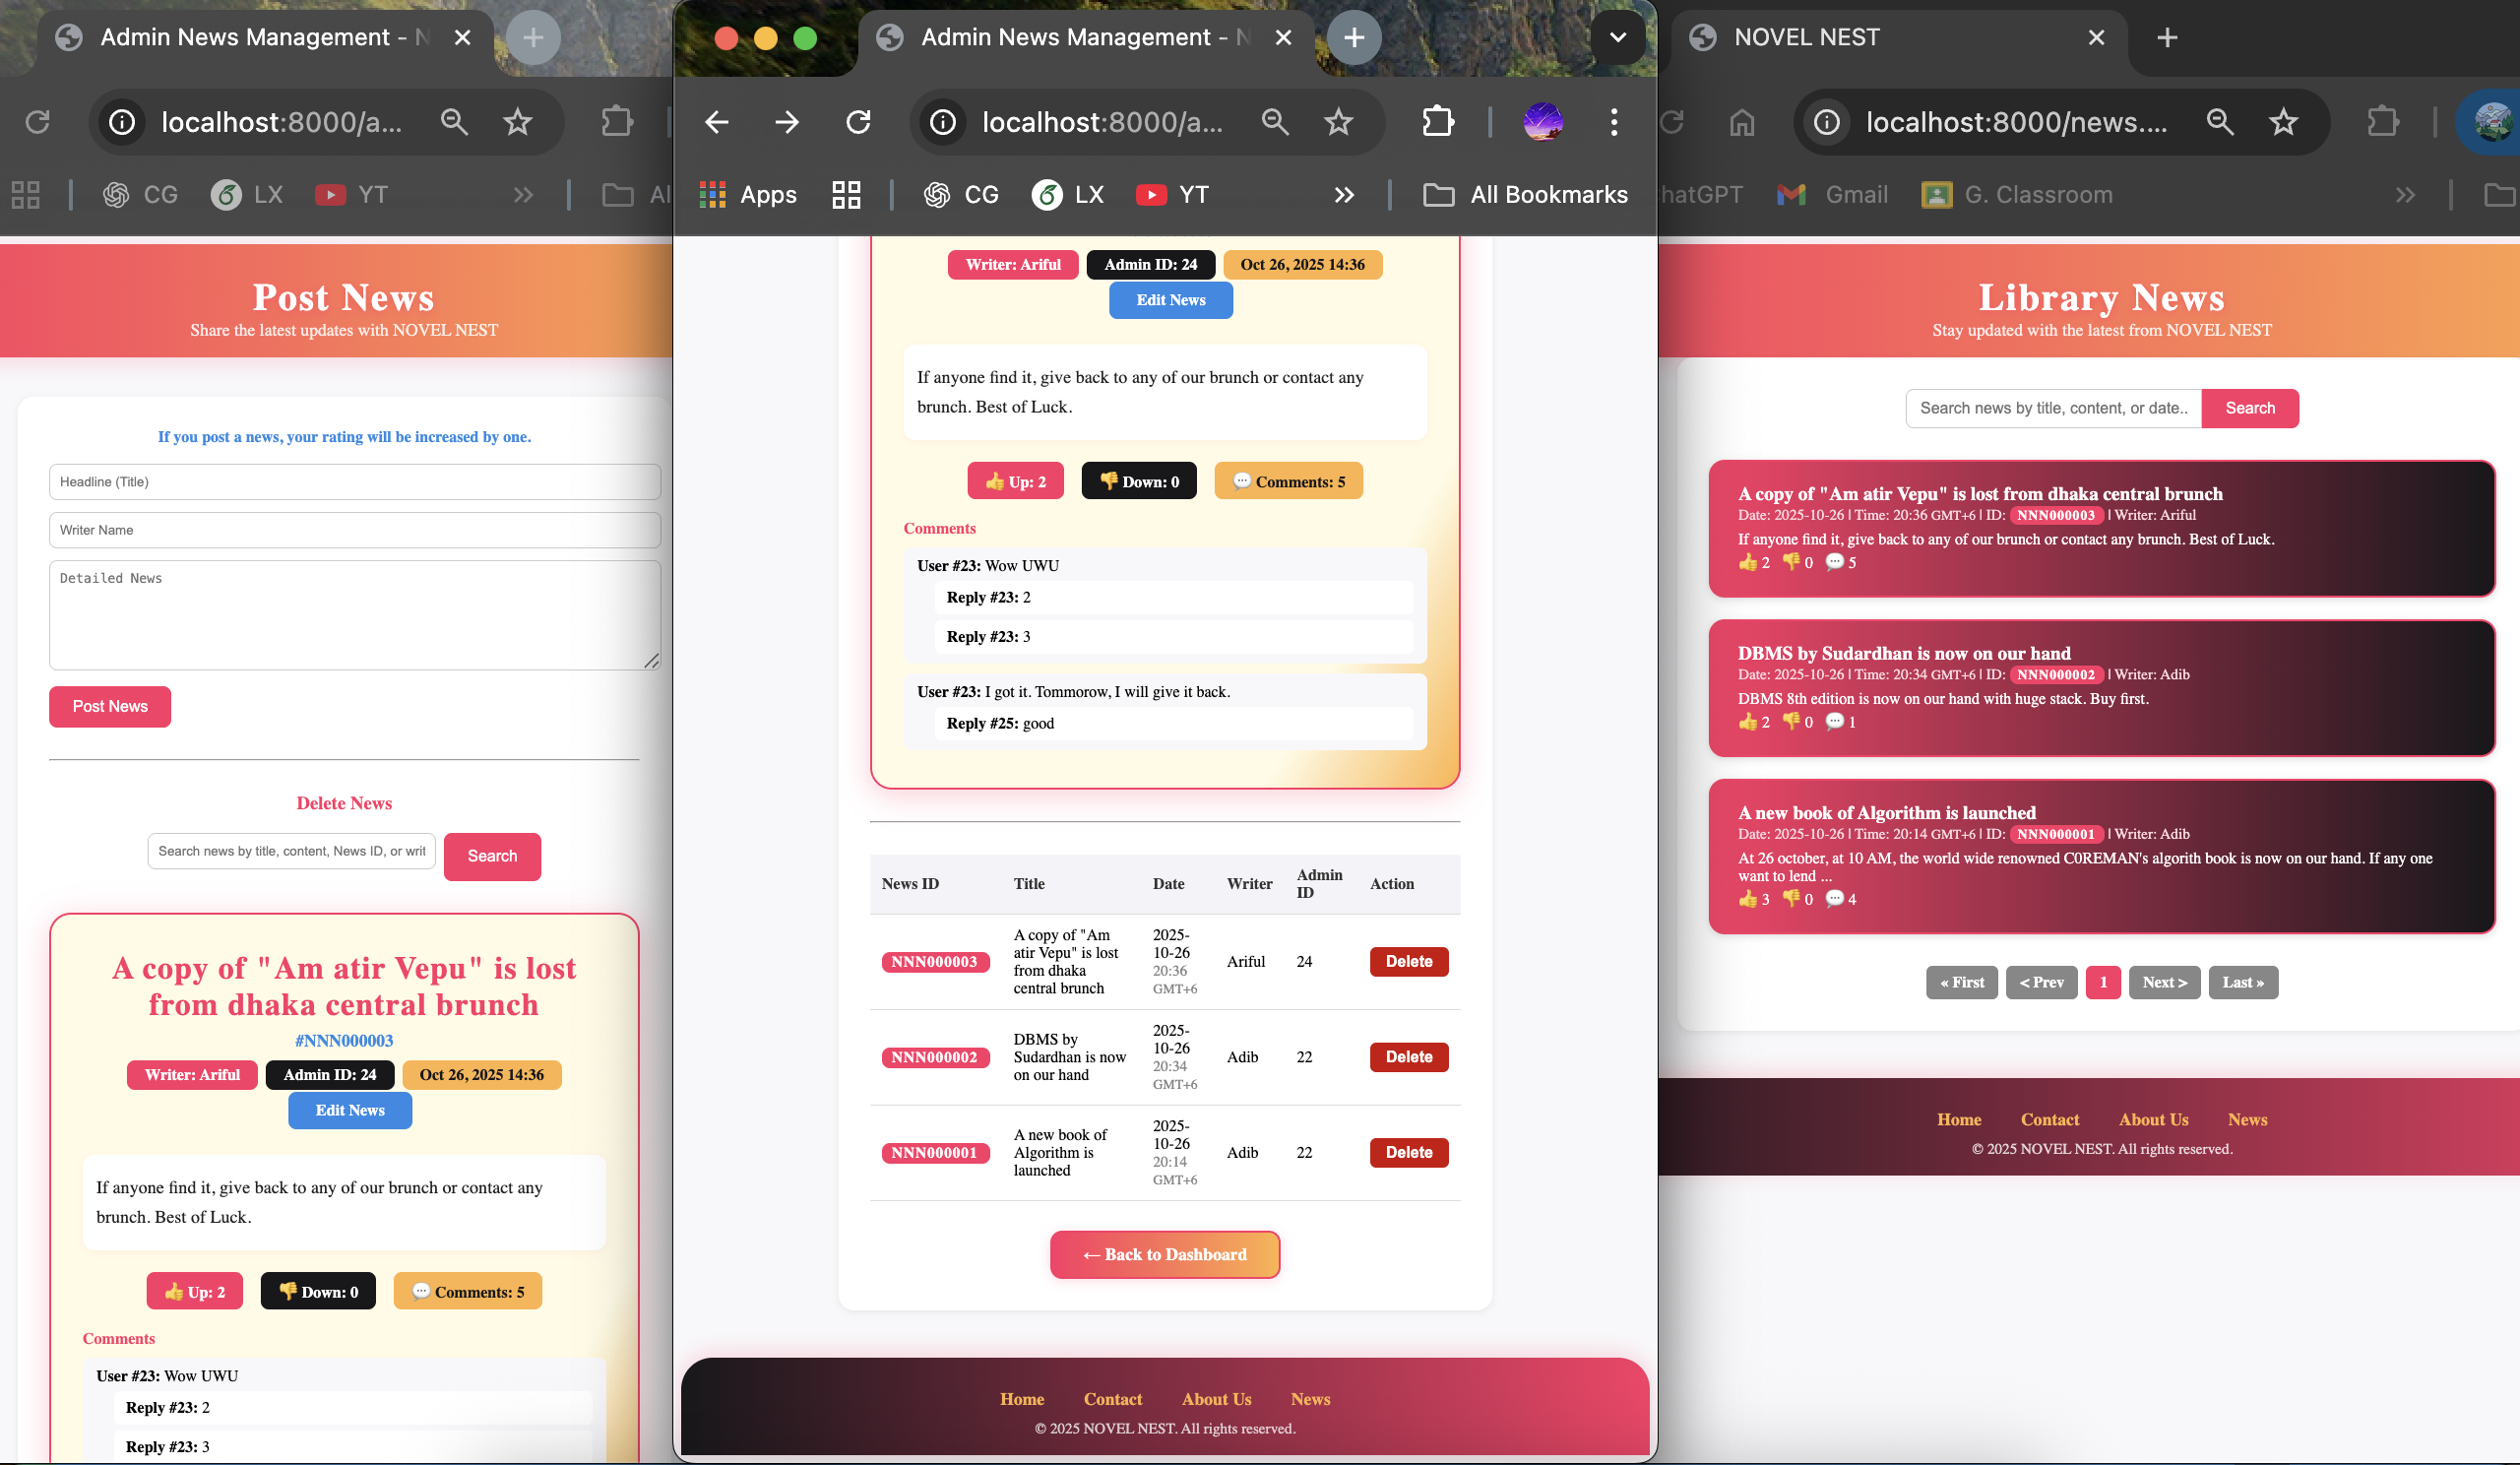 Admin News Management - N
localhost:8000/a...
CG
LX
YT
Al
Post News
Share the latest updates with NOVEL NEST
If you post a news, your rating will be increased by one.
Headline (Title)
Writer Name
Detailed News
Post News
Delete News
Search news by title, content, News ID, or writ
Search
A copy of "Am atir Vepu" is lost
from dhaka central brunch
#NNN000003
Writer: Ariful
Admin ID: 24
Oct 26, 2025 14:36
Edit News
If anyone find it, give back to any of our brunch or contact any
brunch. Best of Luck.
👍 Up: 2
👎 Down: 0
💬 Comments: 5
Comments
User #23: Wow UWU
Reply #23: 2
Reply #23: 3
Admin News Management - N
localhost:8000/a...
Apps
CG
LX
YT
All Bookmarks
Writer: Ariful
Admin ID: 24
Oct 26, 2025 14:36
Edit News
If anyone find it, give back to any of our brunch or contact any
brunch. Best of Luck.
👍 Up: 2
👎 Down: 0
💬 Comments: 5
Comments
User #23: Wow UWU
Reply #23: 2
Reply #23: 3
User #23: I got it. Tommorow, I will give it back.
Reply #25: good
News ID
Title
Date
Writer
Admin
ID
Action
NNN000003
A copy of "Am
atir Vepu" is lost
from dhaka
central brunch
2025-
10-26
20:36
GMT+6
Ariful
24
Delete
NNN000002
DBMS by
Sudardhan is now
on our hand
2025-
10-26
20:34
GMT+6
Adib
22
Delete
NNN000001
A new book of
Algorithm is
launched
2025-
10-26
20:14
GMT+6
Adib
22
Delete
← Back to Dashboard
Home Contact About Us News
© 2025 NOVEL NEST. All rights reserved.
NOVEL NEST
localhost:8000/news....
hatGPT
Gmail
G. Classroom
Library News
Stay updated with the latest from NOVEL NEST
Search news by title, content, or date..
Search
A copy of "Am atir Vepu" is lost from dhaka central brunch
Date: 2025-10-26 | Time: 20:36 GMT+6 | ID: NNN000003 | Writer: Ariful
If anyone find it, give back to any of our brunch or contact any brunch. Best of Luck.
👍 2 👎 0 💬 5
DBMS by Sudardhan is now on our hand
Date: 2025-10-26 | Time: 20:34 GMT+6 | ID: NNN000002 | Writer: Adib
DBMS 8th edition is now on our hand with huge stack. Buy first.
👍 2 👎 0 💬 1
A new book of Algorithm is launched
Date: 2025-10-26 | Time: 20:14 GMT+6 | ID: NNN000001 | Writer: Adib
At 26 october, at 10 AM, the world wide renowned C0REMAN's algorith book is now on our hand. If any one
want to lend ...
👍 3 👎 0 💬 4
« First
< Prev
1
Next >
Last »
Home Contact About Us News
© 2025 NOVEL NEST. All rights reserved.